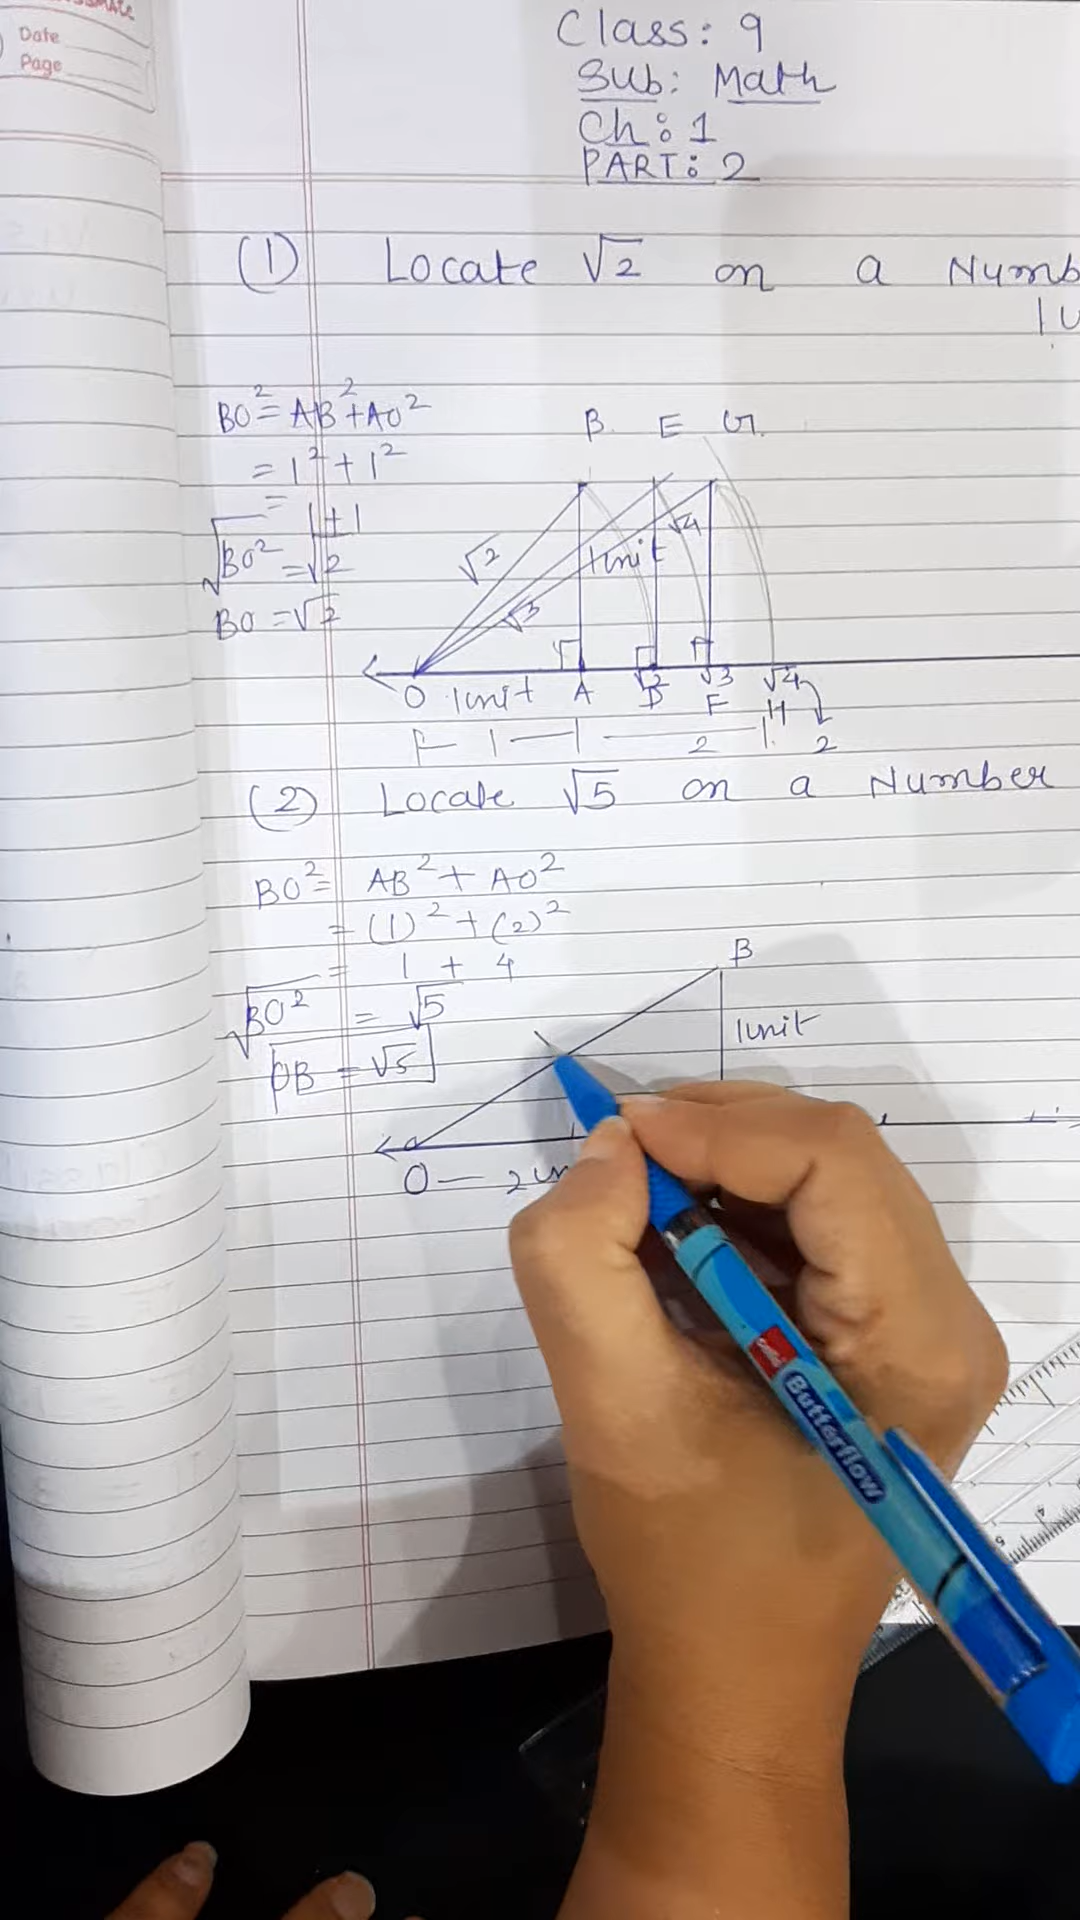 Date
Page
Class: 9
Sub: Math
Ch: 1
PART: 2
(1) Locate √2 on a Numb
BO² = AB² + AO²
= 1² + 1²
= 1+1
√BO² = √2
BO = √2
B E G
√2
1unit
√4
√3
O 1unit A √2 √3 √4
D F H
1 2 2
(2) Locate √5 on a Number
BO² = AB² + AO²
= (1)² + (2)²
= 1 + 4
√BO² = √5
OB = √5
B
1unit
O — 2 un
Butterflow